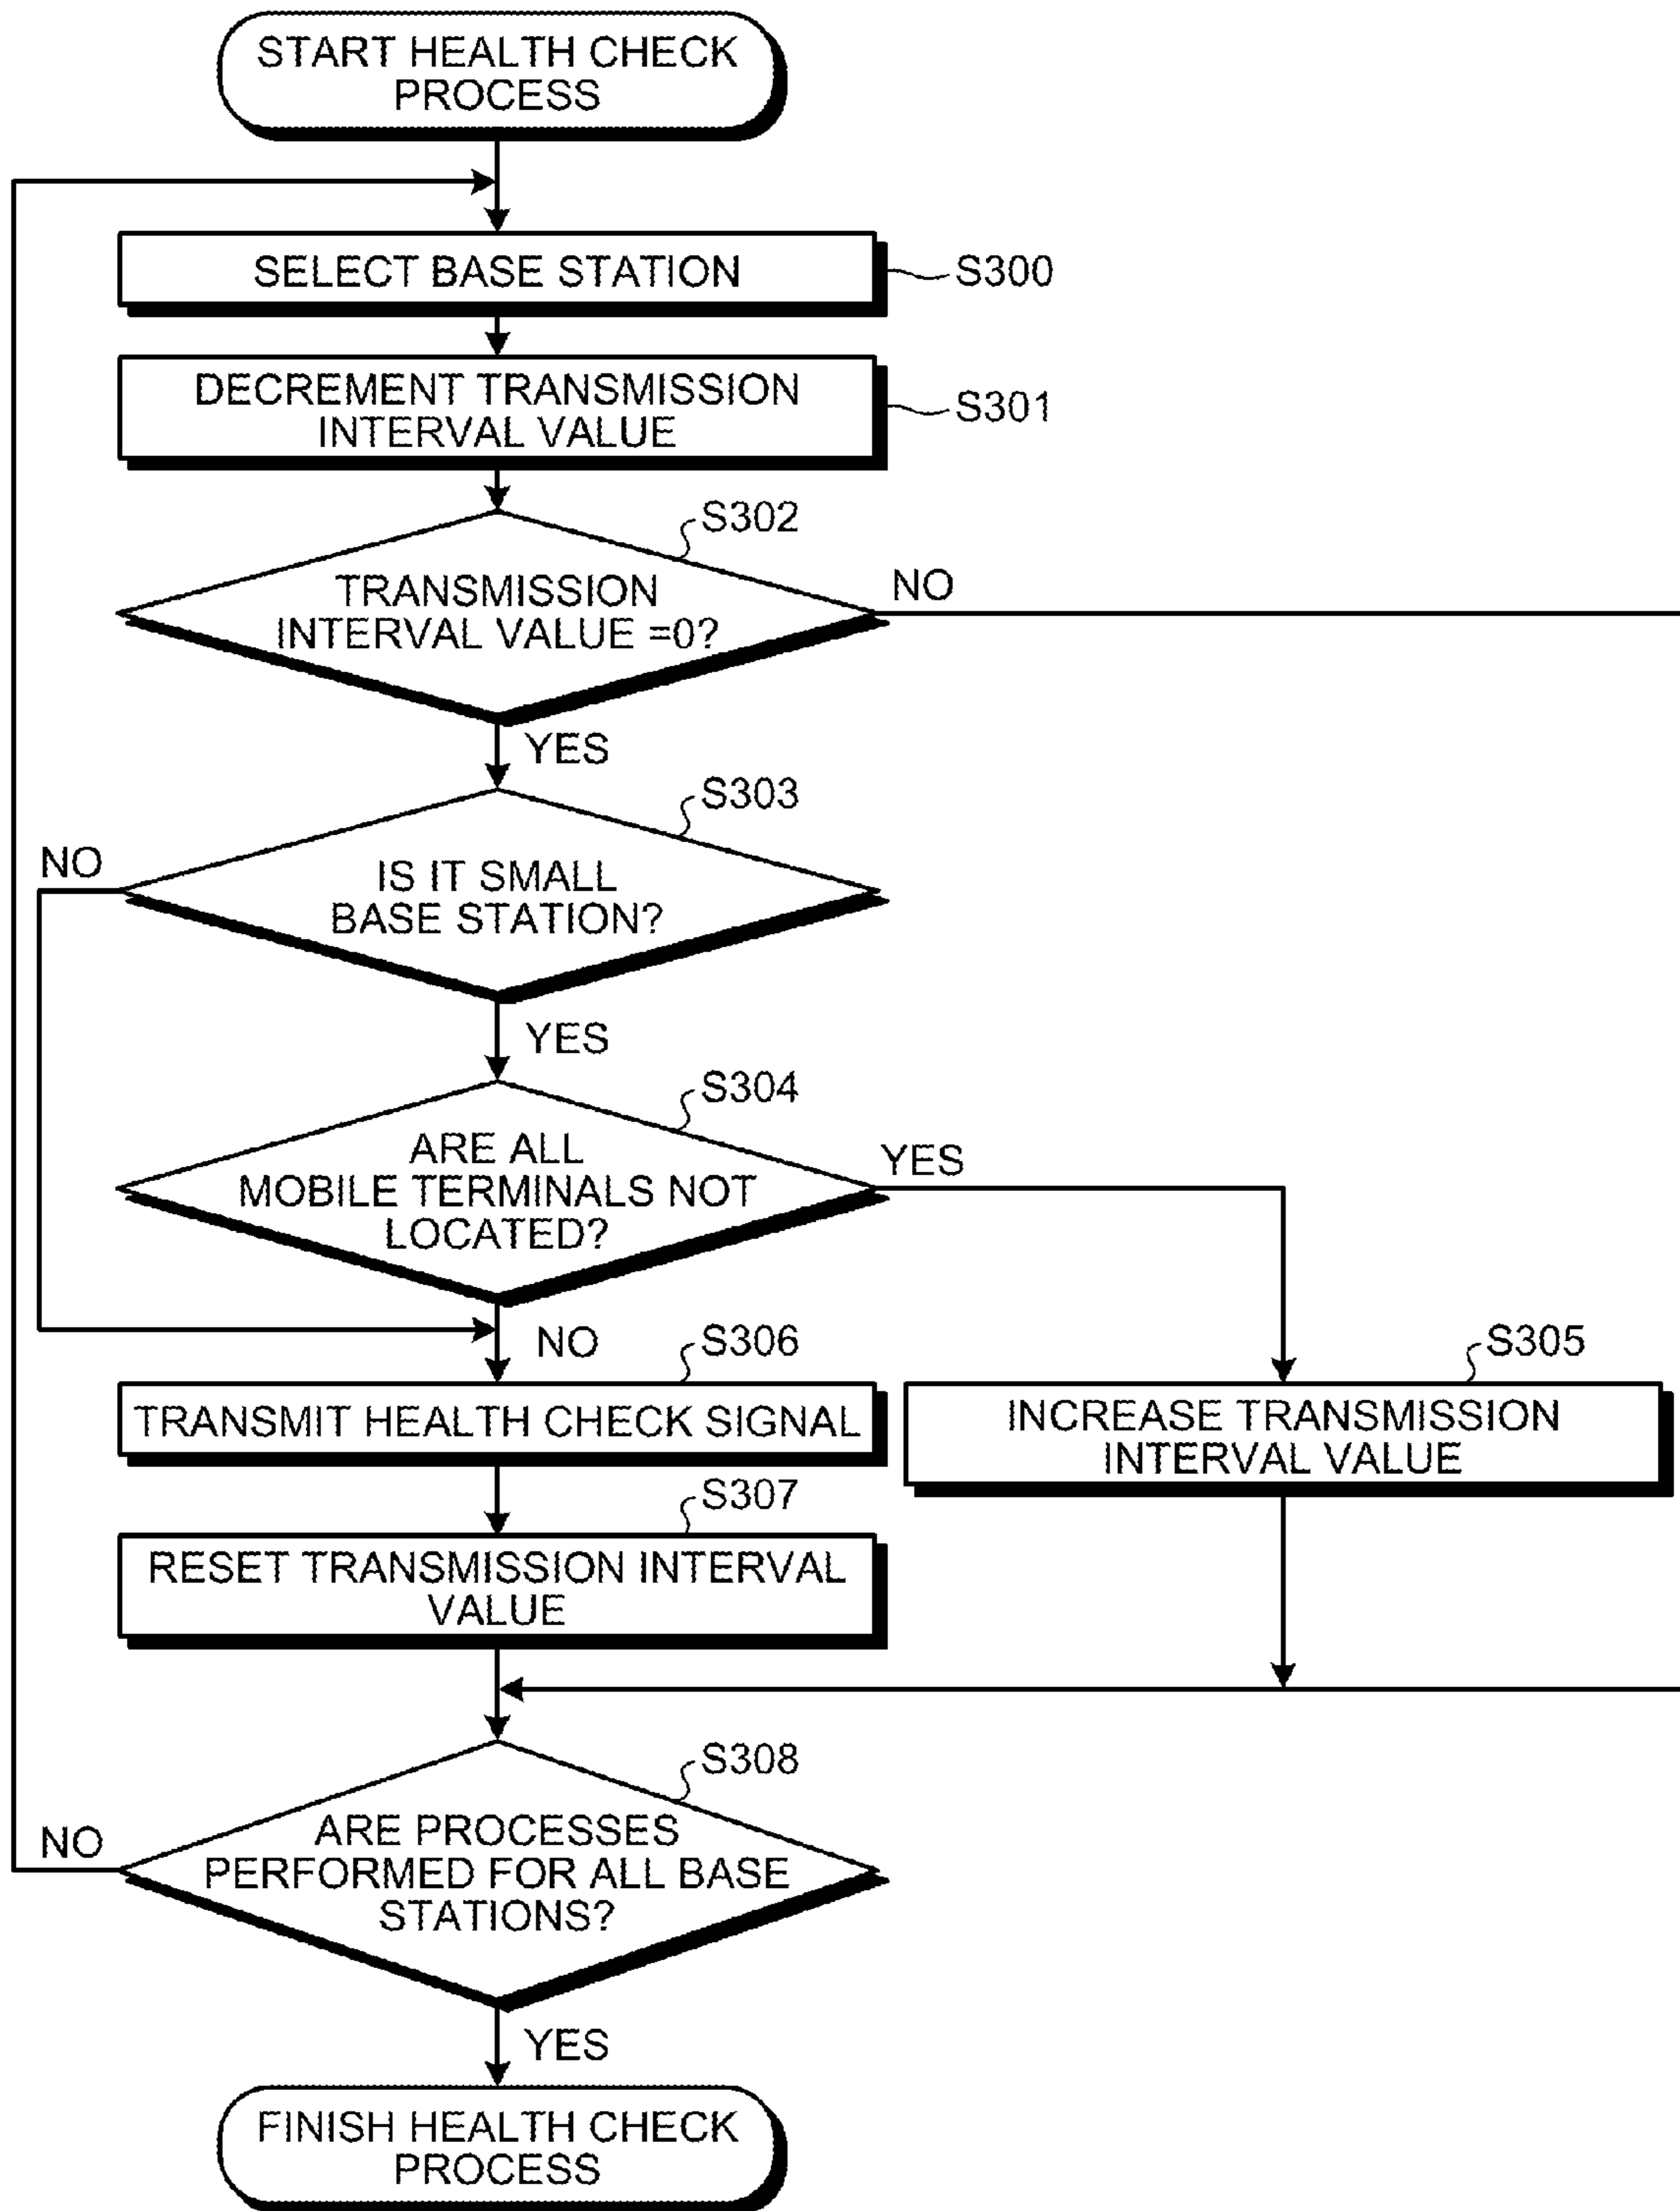 START HEALTH CHECK
PROCESS
SELECT BASE STATION
S300
DECREMENT TRANSMISSION
INTERVAL VALUE
S301
S302
TRANSMISSION
INTERVAL VALUE =0?
NO
YES
S303
NO
IS IT SMALL
BASE STATION?
YES
S304
ARE ALL
MOBILE TERMINALS NOT
LOCATED?
YES
NO
S306
TRANSMIT HEALTH CHECK SIGNAL
S305
INCREASE TRANSMISSION
INTERVAL VALUE
S307
RESET TRANSMISSION INTERVAL
VALUE
S308
NO
ARE PROCESSES
PERFORMED FOR ALL BASE
STATIONS?
YES
FINISH HEALTH CHECK
PROCESS